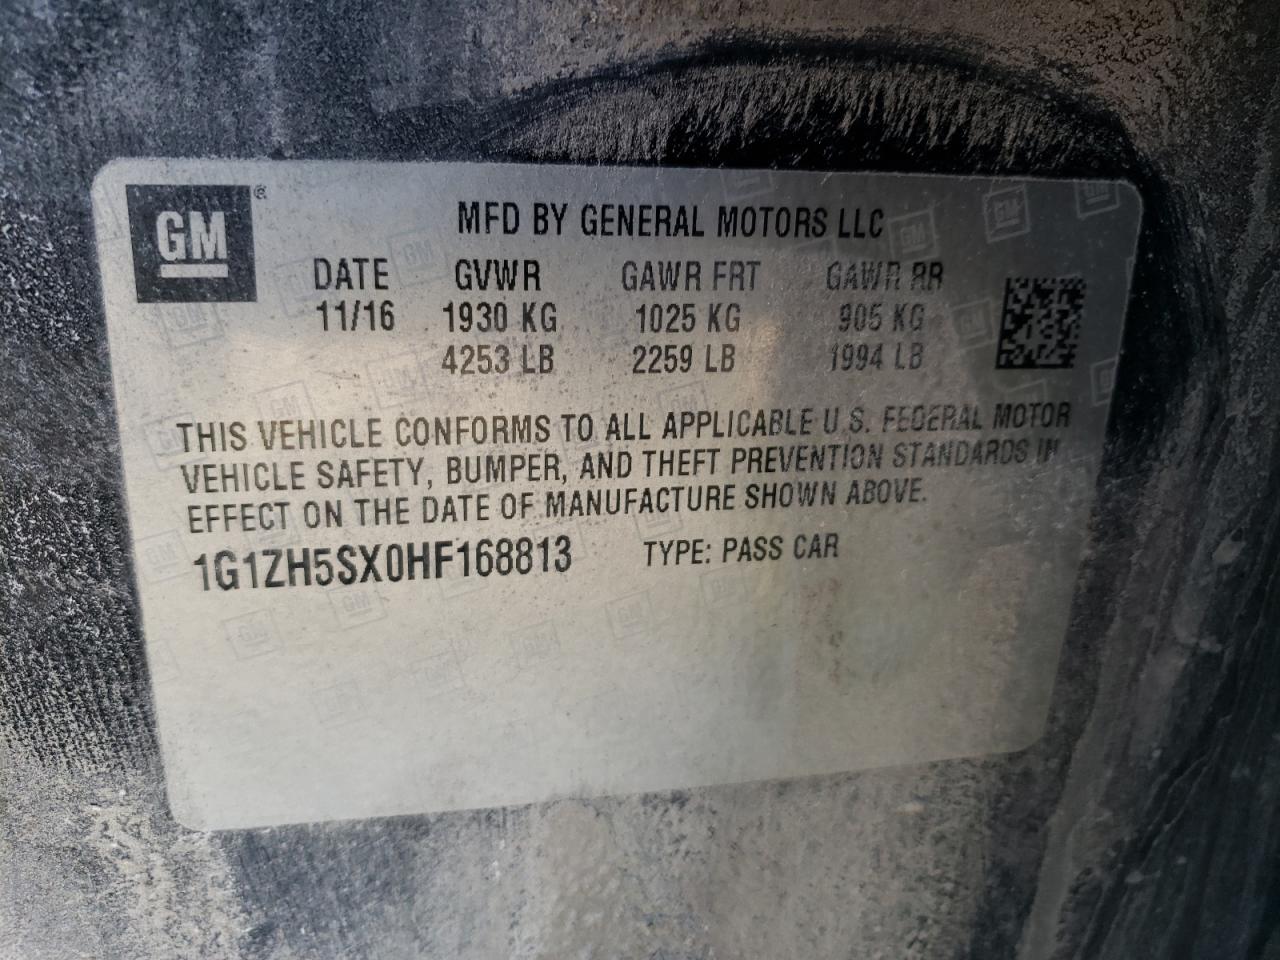 GM®
MFD BY GENERAL MOTORS LLC
DATE GVWR GAWR FRT GAWR RR
11/16 1930 KG 1025 KG 905 KG
4253 LB 2259 LB 1994 LB
THIS VEHICLE CONFORMS TO ALL APPLICABLE U.S. FEDERAL MOTOR
VEHICLE SAFETY, BUMPER, AND THEFT PREVENTION STANDARDS IN
EFFECT ON THE DATE OF MANUFACTURE SHOWN ABOVE.
1G1ZH5SX0HF168813 TYPE: PASS CAR